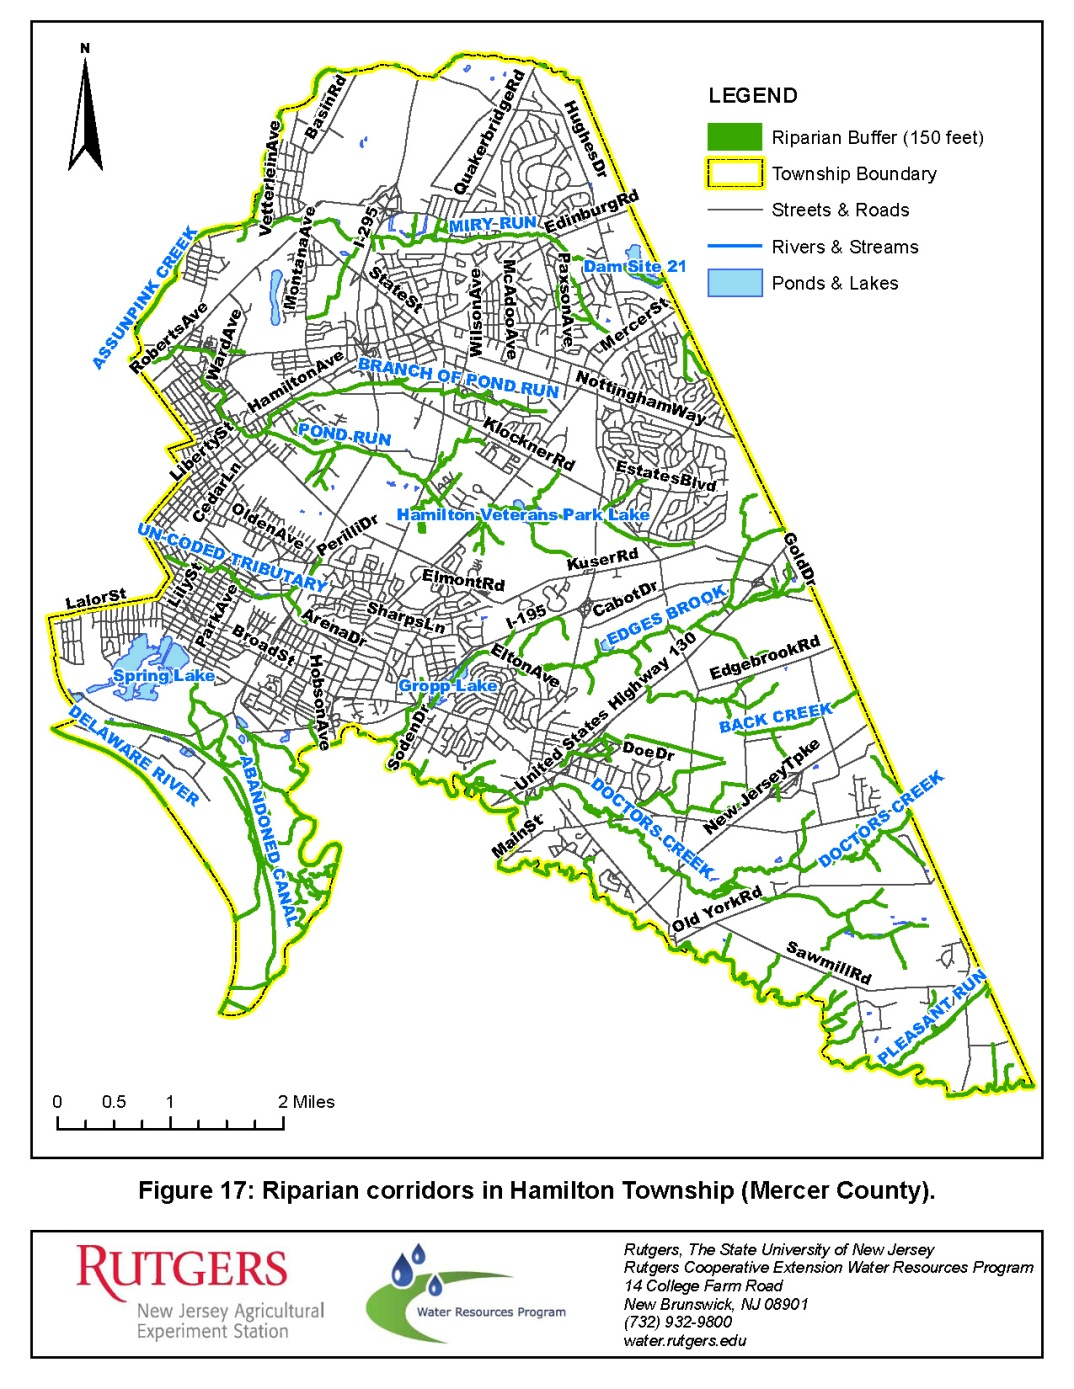 N
LEGEND
Riparian Buffer (150 feet)
Township Boundary
Streets & Roads
Rivers & Streams
Ponds & Lakes
BasinRd
VetterleinAve
QuakerbridgeRd
HughesDr
EdinburgRd
MIRY RUN
I-295
MontanaAve
StateSt
WilsonAve
McAdooAve
PaxsonAve
Dam Site 21
MercerSt
ASSUNPINK CREEK
RobertsAve
WardAve
HamiltonAve
BRANCH OF POND RUN
NottinghamWay
POND RUN
KlocknerRd
LibertySt
CedarLn
EstatesBlvd
OldenAve
PerilliDr
Hamilton Veterans Park Lake
UN-CODED TRIBUTARY
KuserRd
GoldDr
ElmontRd
LalorSt
LilySt
ParkAve
SharpsLn
I-195
CabotDr
EDGES BROOK
ArenaDr
BroadSt
EltonAve
EdgebrookRd
Spring Lake
HobsonAve
Gropp Lake
United States Highway 130
BACK CREEK
SodenDr
DELAWARE RIVER
DoeDr
New JerseyTpke
ABANDONED CANAL
DOCTORS CREEK
DOCTORS CREEK
MainSt
Old YorkRd
SawmillRd
PLEASANT RUN
0 0.5 1 2 Miles
Figure 17: Riparian corridors in Hamilton Township (Mercer County).
RUTGERS
New Jersey Agricultural
Experiment Station
Water Resources Program
Rutgers, The State University of New Jersey
Rutgers Cooperative Extension Water Resources Program
14 College Farm Road
New Brunswick, NJ 08901
(732) 932-9800
water.rutgers.edu